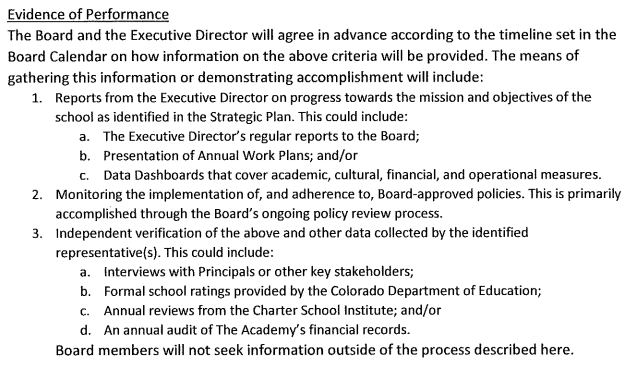 Evidence of Performance
The Board and the Executive Director will agree in advance according to the timeline set in the
Board Calendar on how information on the above criteria will be provided. The means of
gathering this information or demonstrating accomplishment will include:
1. Reports from the Executive Director on progress towards the mission and objectives of the
school as identified in the Strategic Plan. This could include:
a. The Executive Director's regular reports to the Board;
b. Presentation of Annual Work Plans; and/or
c. Data Dashboards that cover academic, cultural, financial, and operational measures.
2. Monitoring the implementation of, and adherence to, Board-approved policies. This is primarily
accomplished through the Board's ongoing policy review process.
3. Independent verification of the above and other data collected by the identified
representative(s). This could include:
a. Interviews with Principals or other key stakeholders;
b. Formal school ratings provided by the Colorado Department of Education;
c. Annual reviews from the Charter School Institute; and/or
d. An annual audit of The Academy's financial records.
Board members will not seek information outside of the process described here.